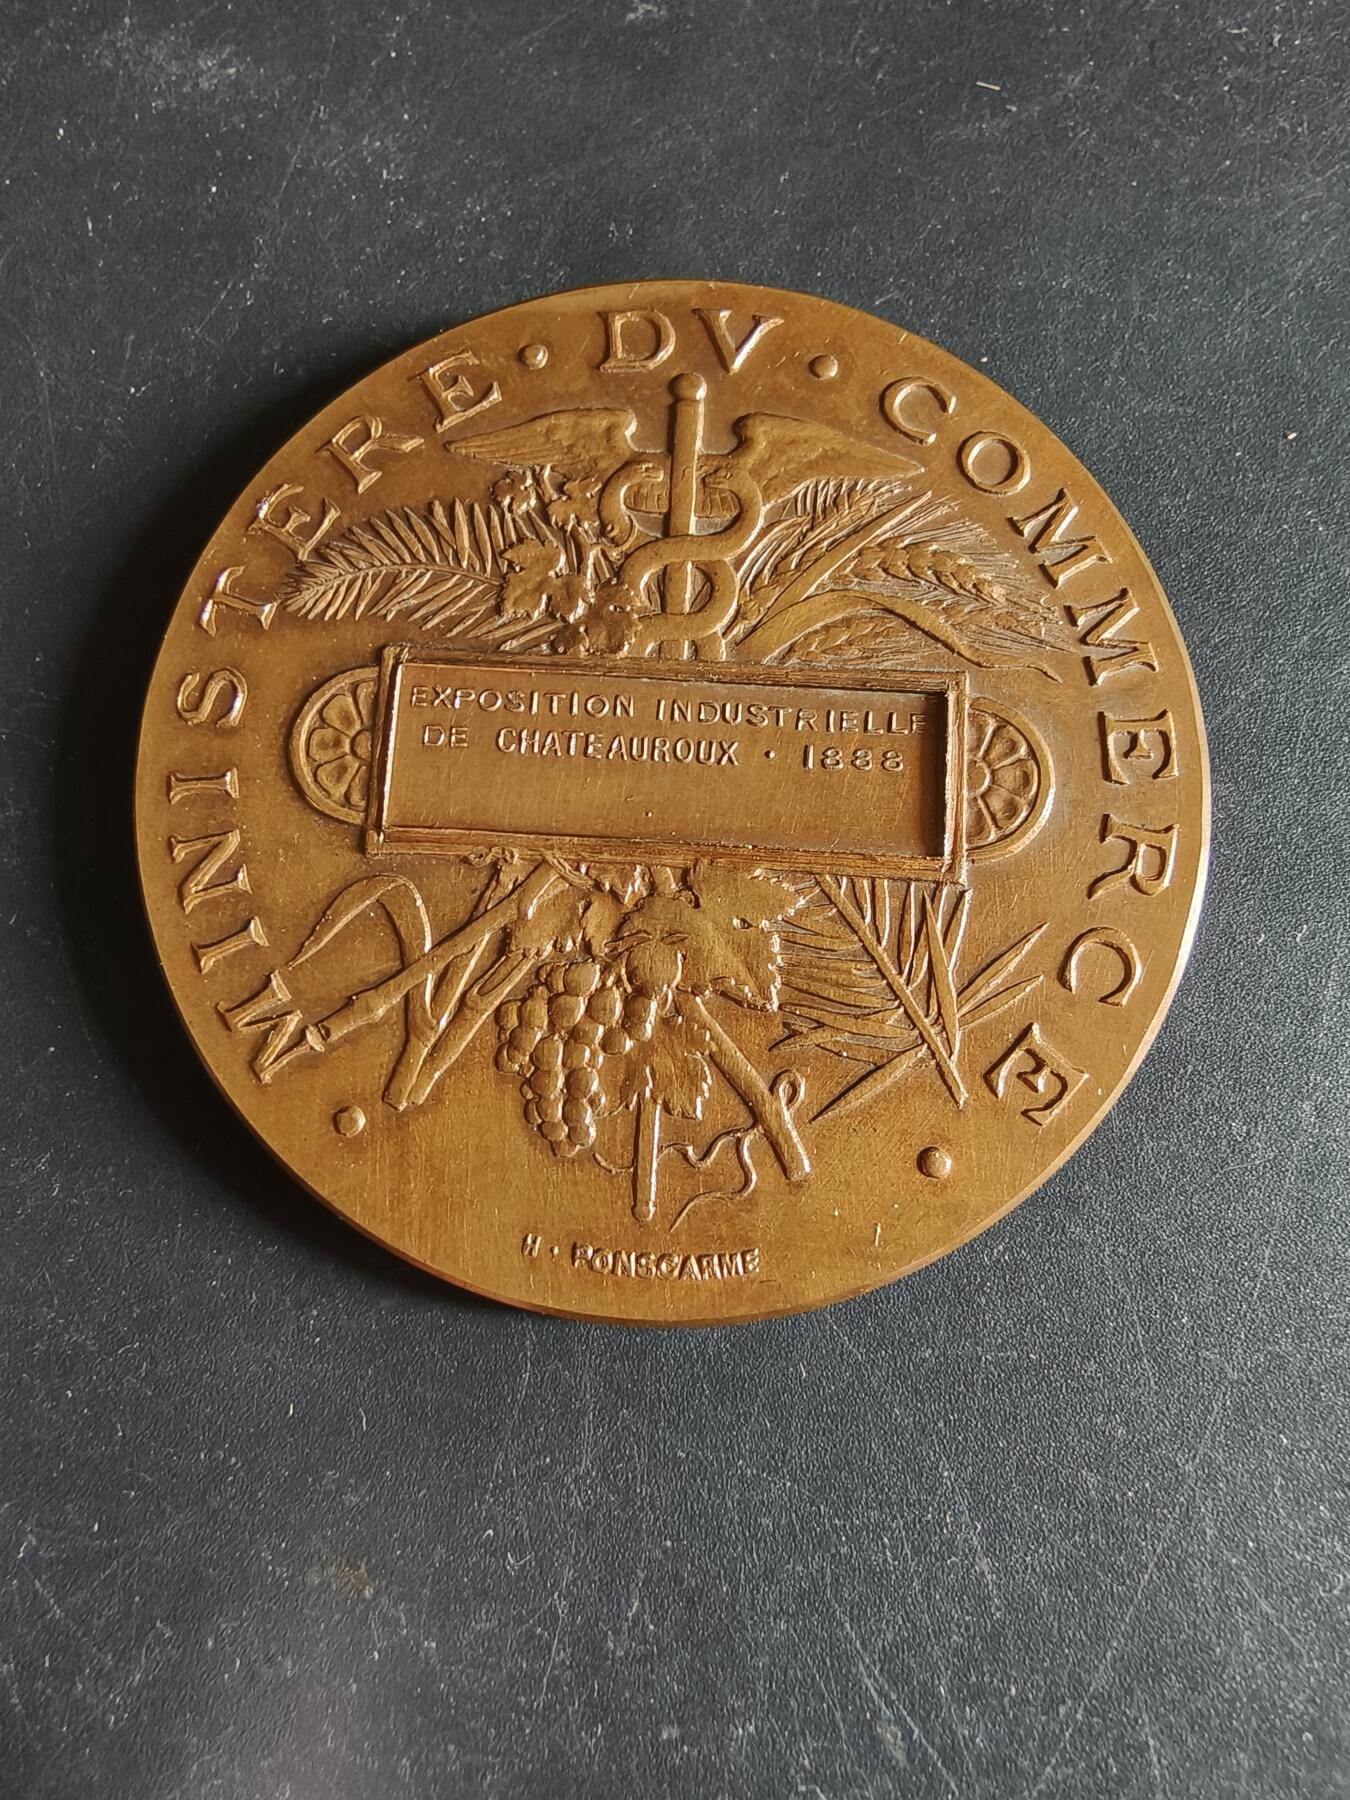 MINISTERE · DV · COMMERCE
EXPOSITION INDUSTRIELLE
DE CHATEAUROUX · 1888
H · PONSCARME